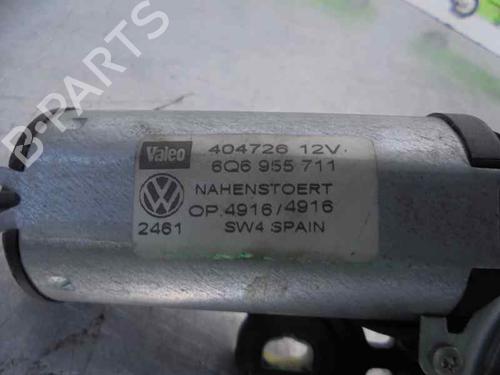 B-PARTS
Valeo
404726 12V.
6Q6 955 711
NAHENSTOERT
OP.4916/4916
2461
SW4 SPAIN